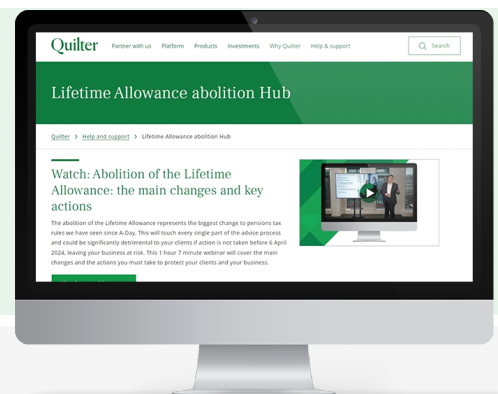 Quilter
Partner with us Platform Products Investments Why Quilter Help & support Search
Lifetime Allowance abolition Hub
Quilter > Help and support > Lifetime Allowance abolition Hub
Watch: Abolition of the Lifetime
Allowance: the main changes and key
actions
The abolition of the Lifetime Allowance represents the biggest change to pensions tax
rules we have seen since A-Day. This will touch every single part of the advice process
and could be significantly detrimental to your clients if action is not taken before 6 April
2024, leaving your business at risk. This 1 hour 7 minute webinar will cover the main
changes and the actions you must take to protect your clients and your business.